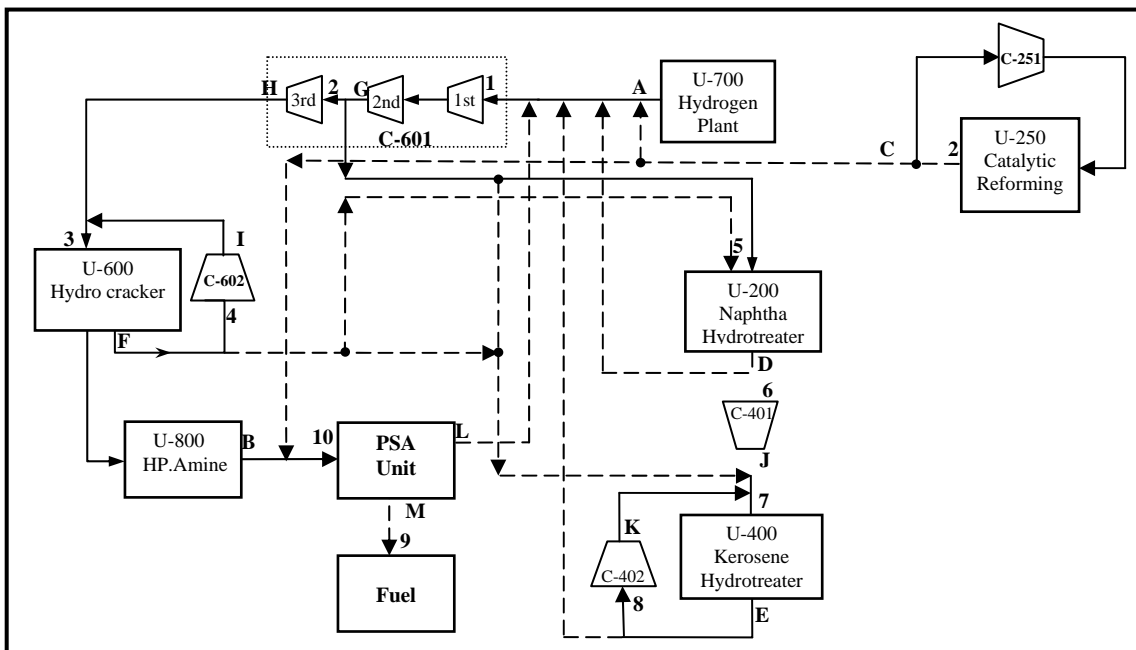 C-251
U-700
Hydrogen
Plant
A
H
3rd
2
G
2nd
1st
1
C-601
C
2
U-250
Catalytic
Reforming
3
I
5
U-600
Hydro cracker
C-602
4
F
U-200
Naphtha
Hydrotreater
D
6
C-401
J
U-800
HP.Amine
B
10
PSA
Unit
L
M
9
Fuel
7
K
C-402
8
U-400
Kerosene
Hydrotreater
E